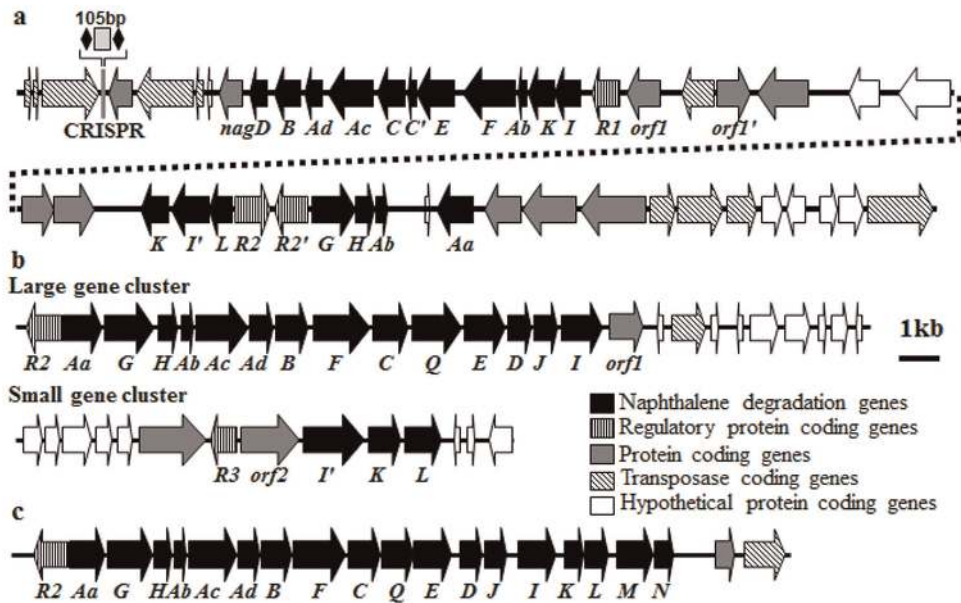 a
105bp
CRISPR
nagD B Ad Ac C C' E F Ab K I R1 orf1 orf1'
K I' L R2 R2' G H Ab Aa
b
Large gene cluster
R2 Aa G H Ab Ac Ad B F C Q E D J I orf1
1kb
Small gene cluster
R3 orf2 I' K L
Naphthalene degradation genes
Regulatory protein coding genes
Protein coding genes
Transposase coding genes
Hypothetical protein coding genes
c
R2 Aa G H Ab Ac Ad B F C Q E D J I K L M N